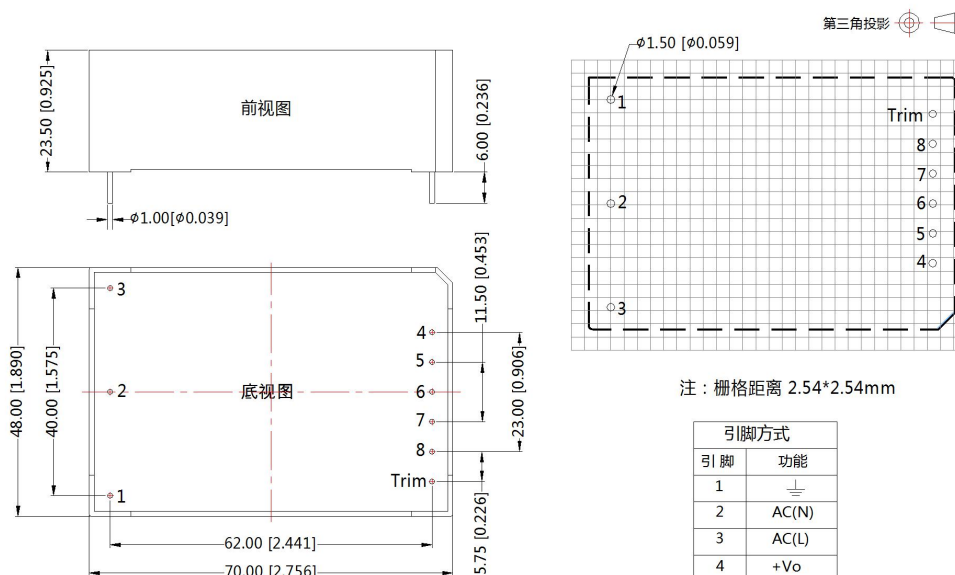 第三角投影
φ1.50 [φ0.059]
23.50 [0.925]
前视图
6.00 [0.236]
φ1.00[φ0.039]
1
2
3
Trim
8
7
6
5
4
48.00 [1.890]
40.00 [1.575]
3
2
1
底视图
4
5
6
7
8
Trim
11.50 [0.453]
23.00 [0.906]
5.75 [0.226]
62.00 [2.441]
70.00 [2.756]
注：栅格距离 2.54*2.54mm
引脚方式
引 脚 功能
1
2 AC(N)
3 AC(L)
4 +Vo